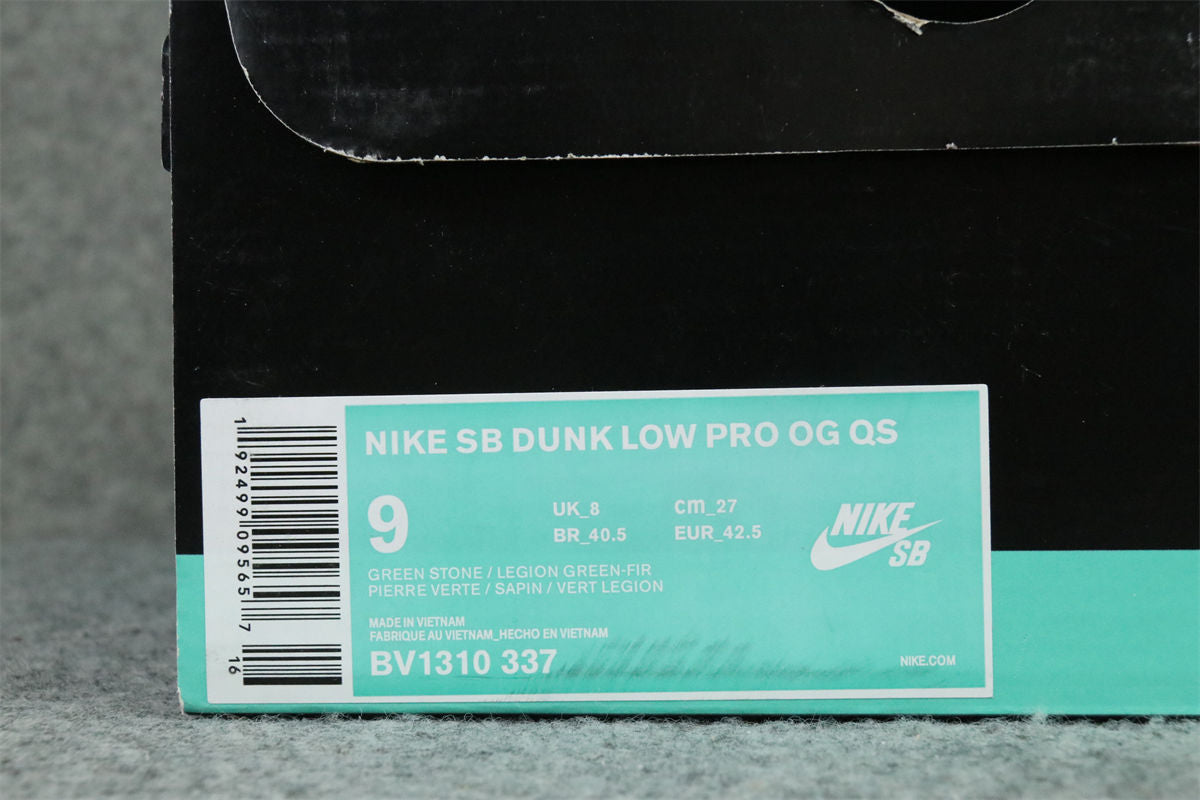 NIKE SB DUNK LOW PRO OG QS
9
UK_8
cm_27
BR_40.5
EUR_42.5
NIKE
SB
GREEN STONE / LEGION GREEN-FIR
PIERRE VERTE / SAPIN / VERT LEGION
MADE IN VIETNAM
FABRIQUE AU VIETNAM_HECHO EN VIETNAM
BV1310 337
NIKE.COM
1 92499 09565 7
16